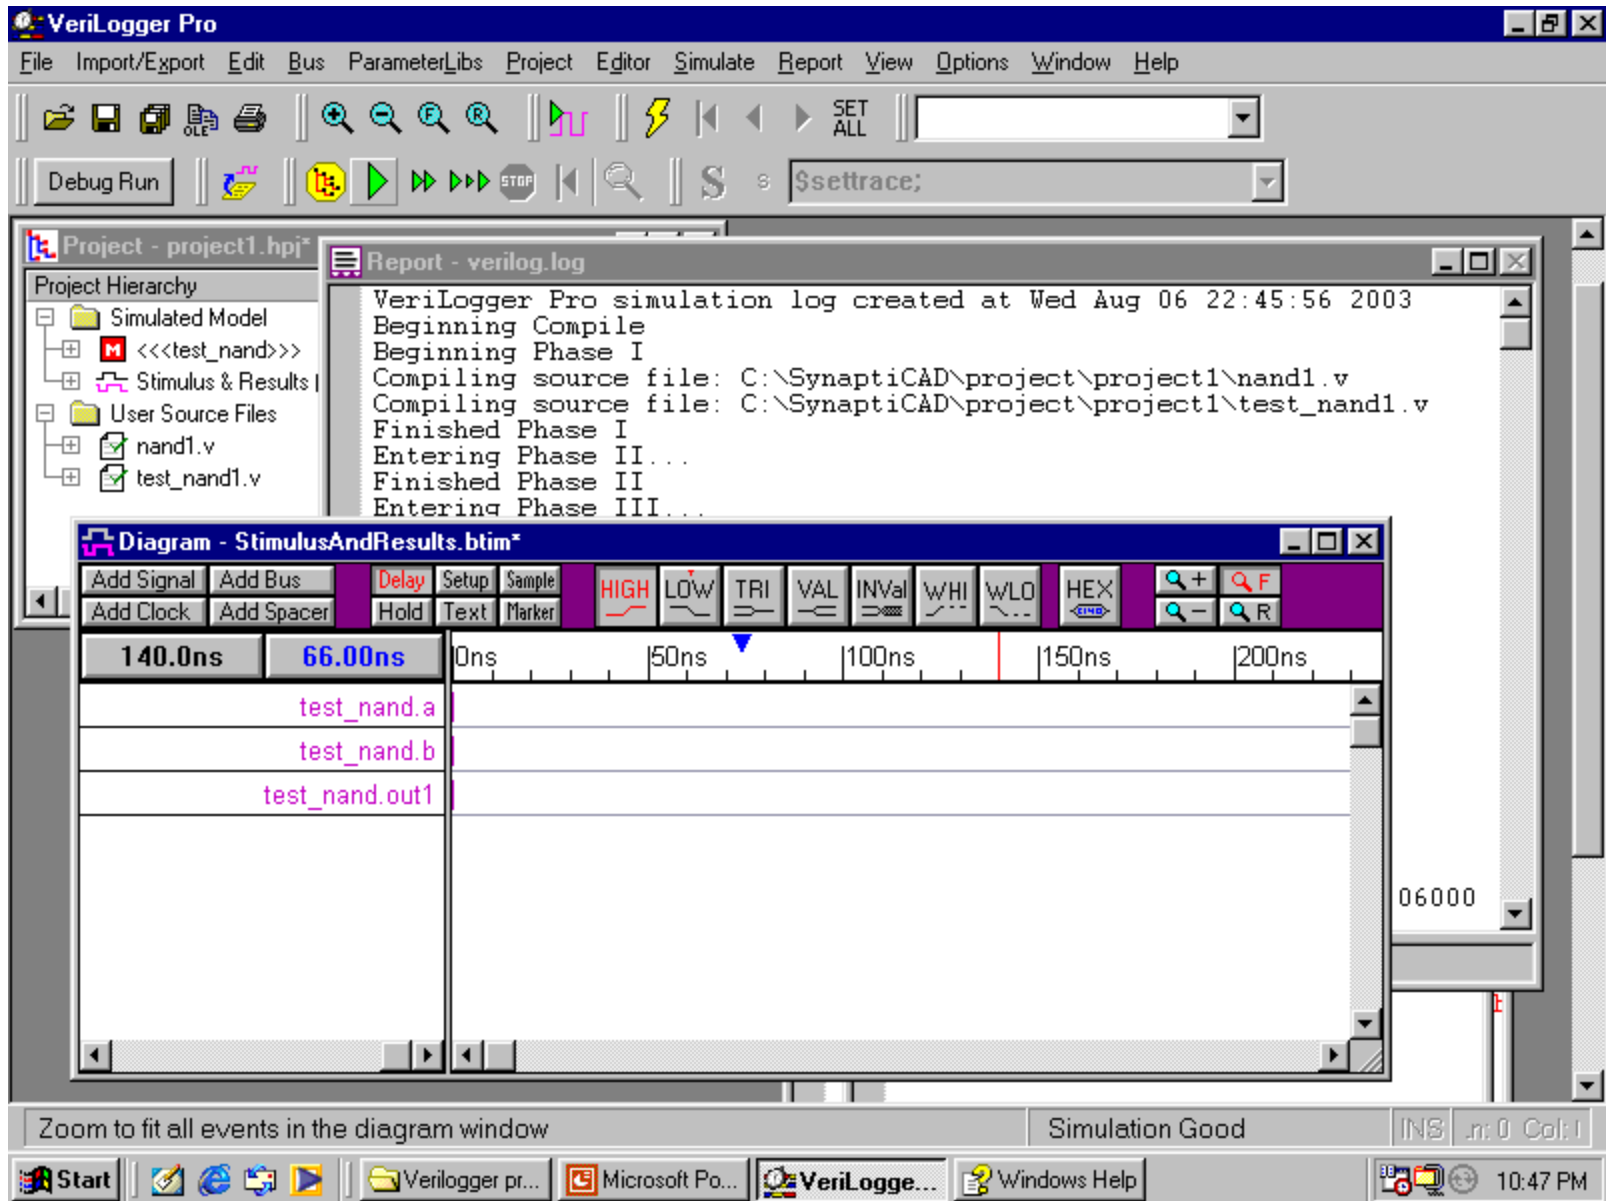 VeriLogger Pro
File Import/Export Edit Bus ParameterLibs Project Editor Simulate Report View Options Window Help
OLE F R SET ALL
Debug Run STOP S s $settrace;
Project - project1.hpj*
Project Hierarchy
Simulated Model
M <<<test_nand>>>
Stimulus & Results
User Source Files
nand1.v
test_nand1.v
Report - verilog.log
VeriLogger Pro simulation log created at Wed Aug 06 22:45:56 2003
Beginning Compile
Beginning Phase I
Compiling source file: C:\SynaptiCAD\project\project1\nand1.v
Compiling source file: C:\SynaptiCAD\project\project1\test_nand1.v
Finished Phase I
Entering Phase II...
Finished Phase II
Entering Phase III...
06000
Diagram - StimulusAndResults.btim*
Add Signal Add Bus Delay Setup Sample HIGH LOW TRI VAL INVal WHI WLO HEX + F
Add Clock Add Spacer Hold Text Marker - R
140.0ns 66.00ns 0ns 50ns 100ns 150ns 200ns
test_nand.a
test_nand.b
test_nand.out1
Zoom to fit all events in the diagram window Simulation Good INS 0 Col:
Start Verilogger pr... Microsoft Po... VeriLogge... Windows Help 10:47 PM